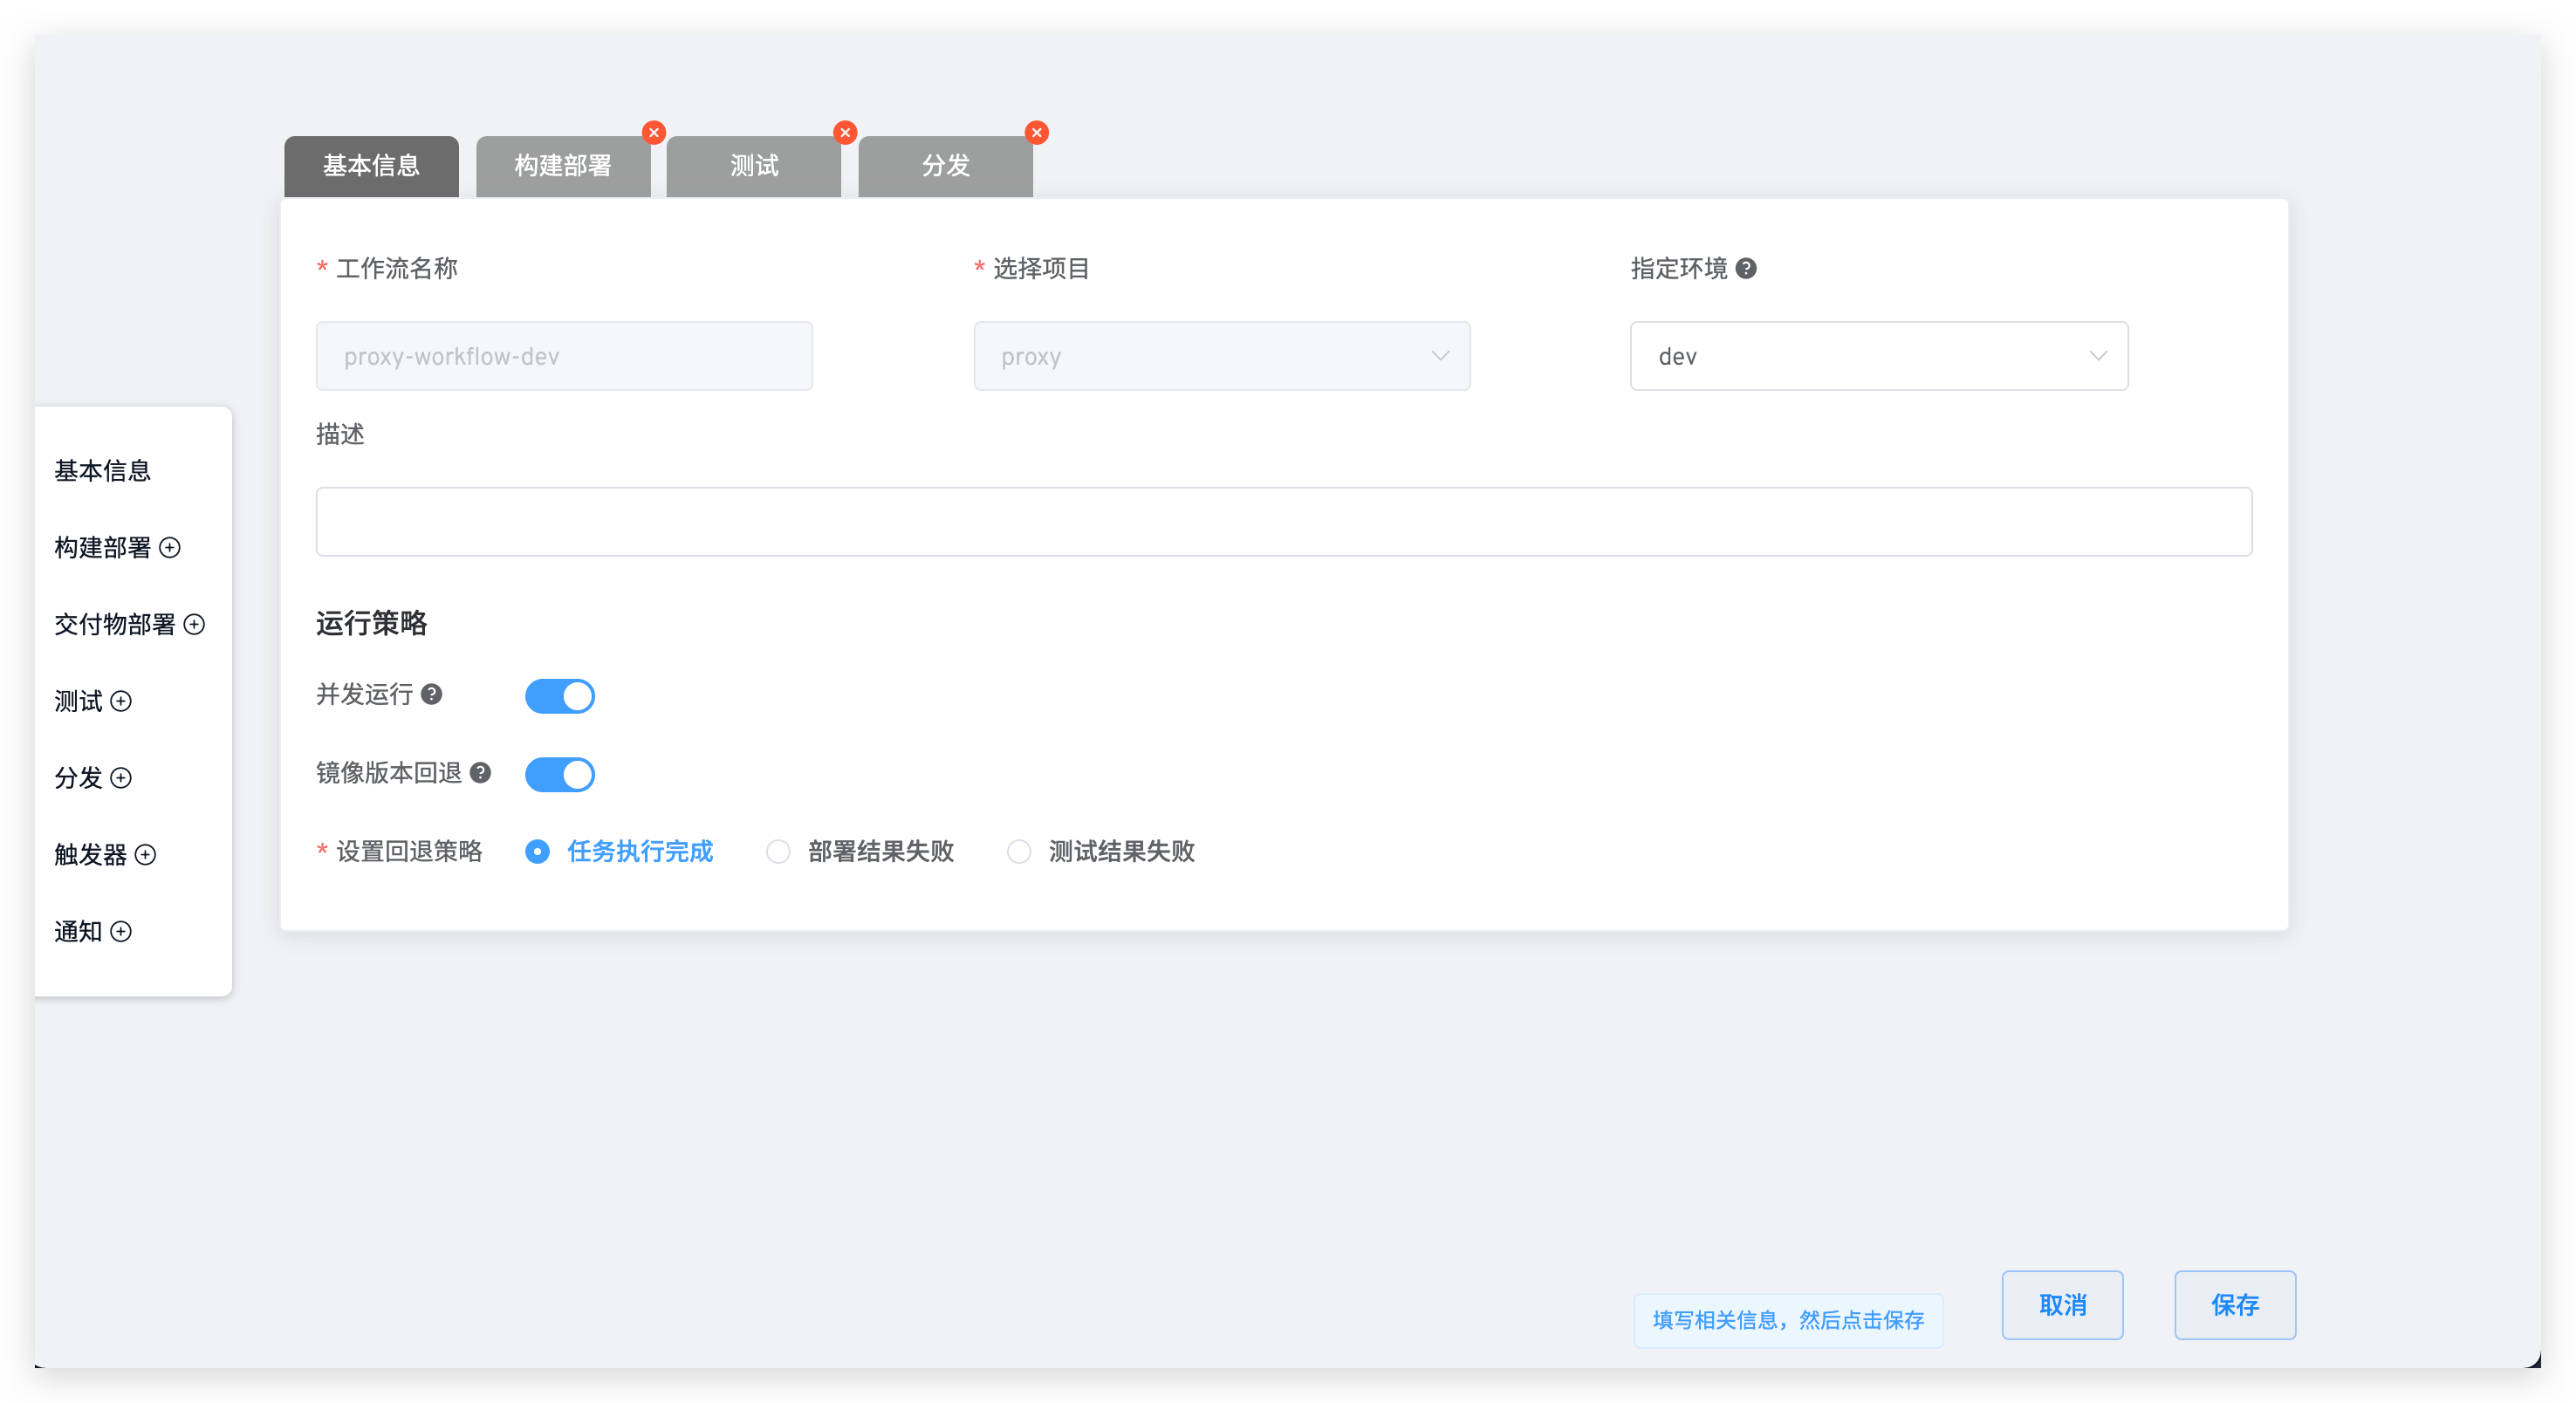 基本信息 构建部署 测试 分发
* 工作流名称 * 选择项目 指定环境
proxy-workflow-dev proxy dev
描述
基本信息
构建部署
交付物部署
测试
分发
触发器
通知
运行策略
并发运行
镜像版本回退
* 设置回退策略 任务执行完成 部署结果失败 测试结果失败
填写相关信息，然后点击保存 取消 保存